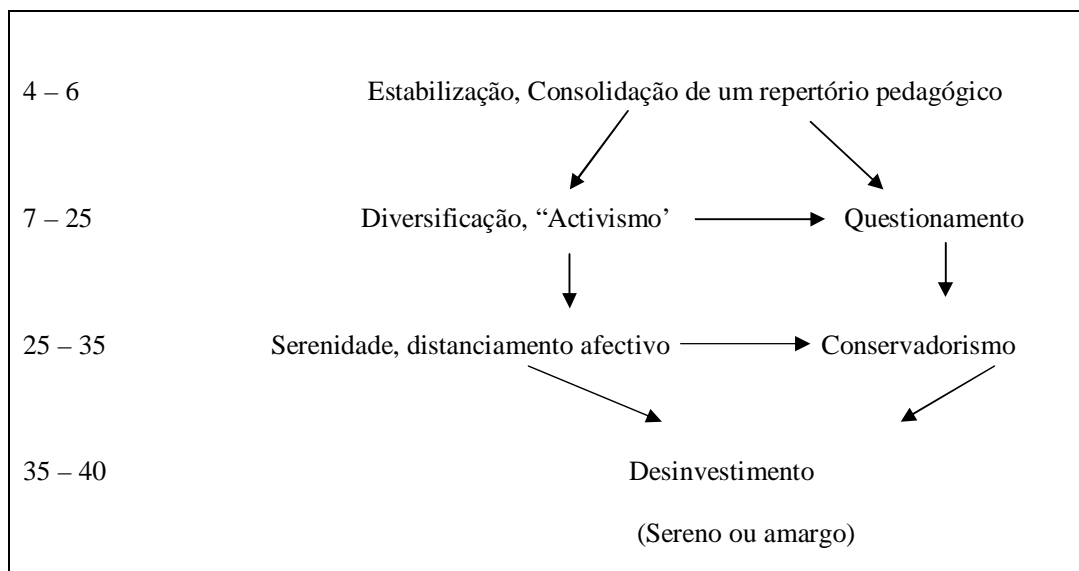 4 – 6 Estabilização, Consolidação de um repertório pedagógico
7 – 25 Diversificação, “Activismo’ Questionamento
25 – 35 Serenidade, distanciamento afectivo Conservadorismo
35 – 40 Desinvestimento
(Sereno ou amargo)